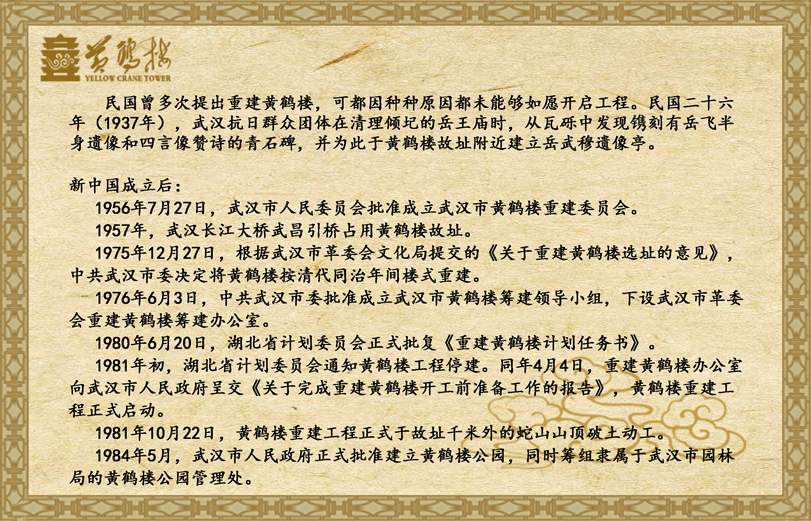 黄鹤楼
YELLOW CRANE TOWER
民国曾多次提出重建黄鹤楼，可都因种种原因都未能够如愿开启工程。民国二十六
年（1937年），武汉抗日群众团体在清理倾圮的岳王庙时，从瓦砾中发现镌刻有岳飞半
身遗像和四言像赞诗的青石碑，并为此于黄鹤楼故址附近建立岳武穆遗像亭。
新中国成立后：
1956年7月27日，武汉市人民委员会批准成立武汉市黄鹤楼重建委员会。
1957年，武汉长江大桥武昌引桥占用黄鹤楼故址。
1975年12月27日，根据武汉市革委会文化局提交的《关于重建黄鹤楼选址的意见》，
中共武汉市委决定将黄鹤楼按清代同治年间楼式重建。
1976年6月3日，中共武汉市委批准成立武汉市黄鹤楼筹建领导小组，下设武汉市革委
会重建黄鹤楼筹建办公室。
1980年6月20日，湖北省计划委员会正式批复《重建黄鹤楼计划任务书》。
1981年初，湖北省计划委员会通知黄鹤楼工程停建。同年4月4日，重建黄鹤楼办公室
向武汉市人民政府呈交《关于完成重建黄鹤楼开工前准备工作的报告》，黄鹤楼重建工
程正式启动。
1981年10月22日，黄鹤楼重建工程正式于故址千米外的蛇山山顶破土动工。
1984年5月，武汉市人民政府正式批准建立黄鹤楼公园，同时筹组隶属于武汉市园林
局的黄鹤楼公园管理处。